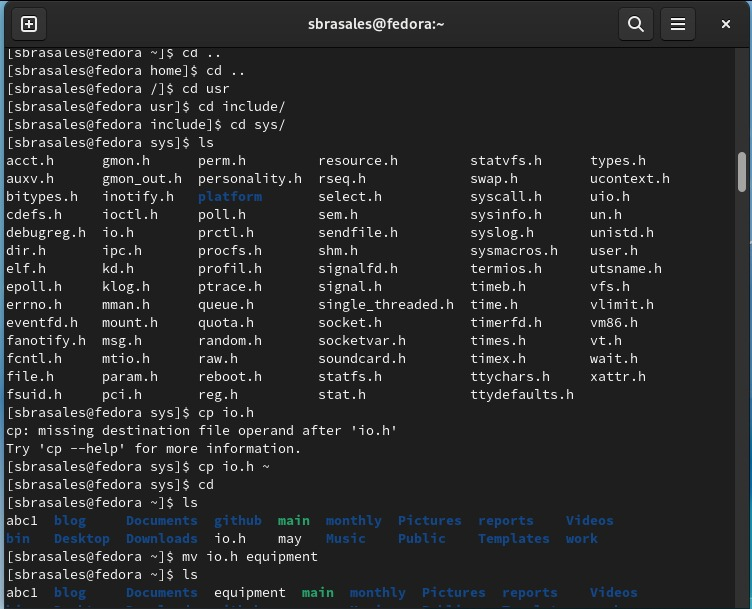 sbrasales@fedora:~
[sbrasales@fedora ~]$ cd ..
[sbrasales@fedora home]$ cd ..
[sbrasales@fedora /]$ cd usr
[sbrasales@fedora usr]$ cd include/
[sbrasales@fedora include]$ cd sys/
[sbrasales@fedora sys]$ ls
acct.h gmon.h perm.h resource.h statvfs.h types.h
auxv.h gmon_out.h personality.h rseq.h swap.h ucontext.h
bitypes.h inotify.h platform select.h syscall.h uio.h
cdefs.h ioctl.h poll.h sem.h sysinfo.h un.h
debugreg.h io.h prctl.h sendfile.h syslog.h unistd.h
dir.h ipc.h procfs.h shm.h sysmacros.h user.h
elf.h kd.h profil.h signalfd.h termios.h utsname.h
epoll.h klog.h ptrace.h signal.h timeb.h vfs.h
errno.h mman.h queue.h single_threaded.h time.h vlimit.h
eventfd.h mount.h quota.h socket.h timerfd.h vm86.h
fanotify.h msg.h random.h socketvar.h times.h vt.h
fcntl.h mtio.h raw.h soundcard.h timex.h wait.h
file.h param.h reboot.h statfs.h ttychars.h xattr.h
fsuid.h pci.h reg.h stat.h ttydefaults.h
[sbrasales@fedora sys]$ cp io.h
cp: missing destination file operand after 'io.h'
Try 'cp --help' for more information.
[sbrasales@fedora sys]$ cp io.h ~
[sbrasales@fedora sys]$ cd
[sbrasales@fedora ~]$ ls
abc1 blog Documents github main monthly Pictures reports Videos
bin Desktop Downloads io.h may Music Public Templates work
[sbrasales@fedora ~]$ mv io.h equipment
[sbrasales@fedora ~]$ ls
abc1 blog Documents equipment main monthly Pictures reports Videos